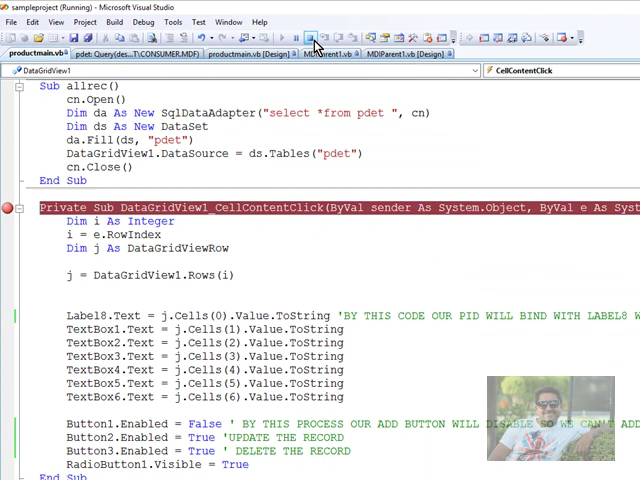 sampleproject (Running) - Microsoft Visual Studio
File Edit View Project Build Debug Data Tools Test Window Help
productmain.vb pdet: Query(des...T\CONSUMER.MDF) productmain.vb [Design] MDIParent1.vb MDIParent1.vb [Design]
DataGridView1 CellContentClick
Sub allrec()
cn.Open()
Dim da As New SqlDataAdapter("select *from pdet ", cn)
Dim ds As New DataSet
da.Fill(ds, "pdet")
DataGridView1.DataSource = ds.Tables("pdet")
cn.Close()
End Sub
Private Sub DataGridView1_CellContentClick(ByVal sender As System.Object, ByVal e As Syst
Dim i As Integer
i = e.RowIndex
Dim j As DataGridViewRow
j = DataGridView1.Rows(i)
Label8.Text = j.Cells(0).Value.ToString 'BY THIS CODE OUR PID WILL BIND WITH LABEL8 W
TextBox1.Text = j.Cells(1).Value.ToString
TextBox2.Text = j.Cells(2).Value.ToString
TextBox3.Text = j.Cells(3).Value.ToString
TextBox4.Text = j.Cells(4).Value.ToString
TextBox5.Text = j.Cells(5).Value.ToString
TextBox6.Text = j.Cells(6).Value.ToString
Button1.Enabled = False ' BY THIS PROCESS OUR ADD BUTTON WILL DISABLE SO WE CAN'T ADD
Button2.Enabled = True 'UPDATE THE RECORD
Button3.Enabled = True ' DELETE THE RECORD
RadioButton1.Visible = True
End Sub